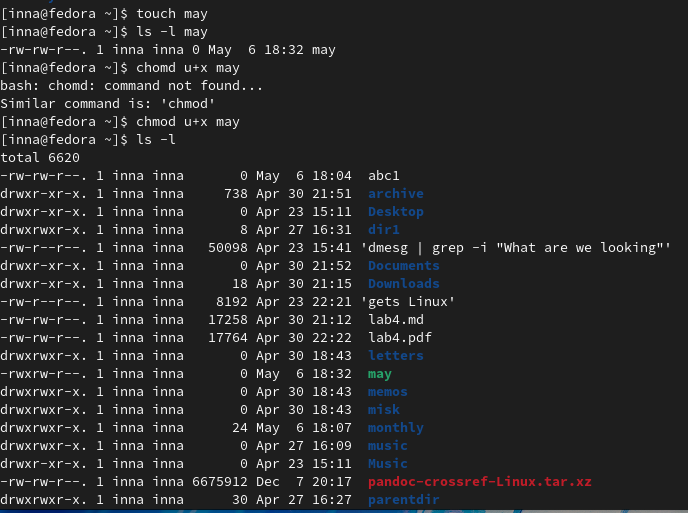 [inna@fedora ~]$ touch may
[inna@fedora ~]$ ls -l may
-rw-rw-r--. 1 inna inna 0 May  6 18:32 may
[inna@fedora ~]$ chomd u+x may
bash: chomd: command not found...
Similar command is: 'chmod'
[inna@fedora ~]$ chmod u+x may
[inna@fedora ~]$ ls -l
total 6620
-rw-rw-r--. 1 inna inna       0 May  6 18:04  abc1
drwxr-xr-x. 1 inna inna     738 Apr 30 21:51  archive
drwxr-xr-x. 1 inna inna       0 Apr 23 15:11  Desktop
drwxrwxr-x. 1 inna inna       8 Apr 27 16:31  dir1
-rw-r--r--. 1 inna inna   50098 Apr 23 15:41 'dmesg | grep -i "What are we looking"'
drwxr-xr-x. 1 inna inna       0 Apr 30 21:52  Documents
drwxr-xr-x. 1 inna inna      18 Apr 30 21:15  Downloads
-rw-r--r--. 1 inna inna    8192 Apr 23 22:21 'gets Linux'
-rw-rw-r--. 1 inna inna   17258 Apr 30 21:12  lab4.md
-rw-rw-r--. 1 inna inna   17764 Apr 30 22:22  lab4.pdf
drwxrwxr-x. 1 inna inna       0 Apr 30 18:43  letters
-rwxrw-r--. 1 inna inna       0 May  6 18:32  may
drwxrwxr-x. 1 inna inna       0 Apr 30 18:43  memos
drwxrwxr-x. 1 inna inna       0 Apr 30 18:43  misk
drwxrwxr-x. 1 inna inna      24 May  6 18:07  monthly
drwxrwxr-x. 1 inna inna       0 Apr 27 16:09  music
drwxr-xr-x. 1 inna inna       0 Apr 23 15:11  Music
-rw-rw-r--. 1 inna inna 6675912 Dec  7 20:17  pandoc-crossref-Linux.tar.xz
drwxrwxr-x. 1 inna inna      30 Apr 27 16:27  parentdir